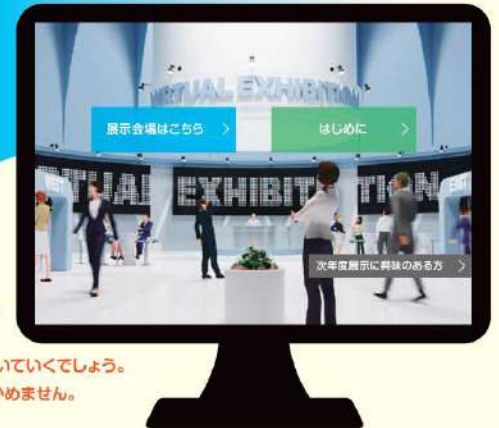 VIRTUAL EXHIBITION
展示会場はこちら
はじめに
EXHIBIT
次年度展示に興味のある方
いていくでしょう。
めません。